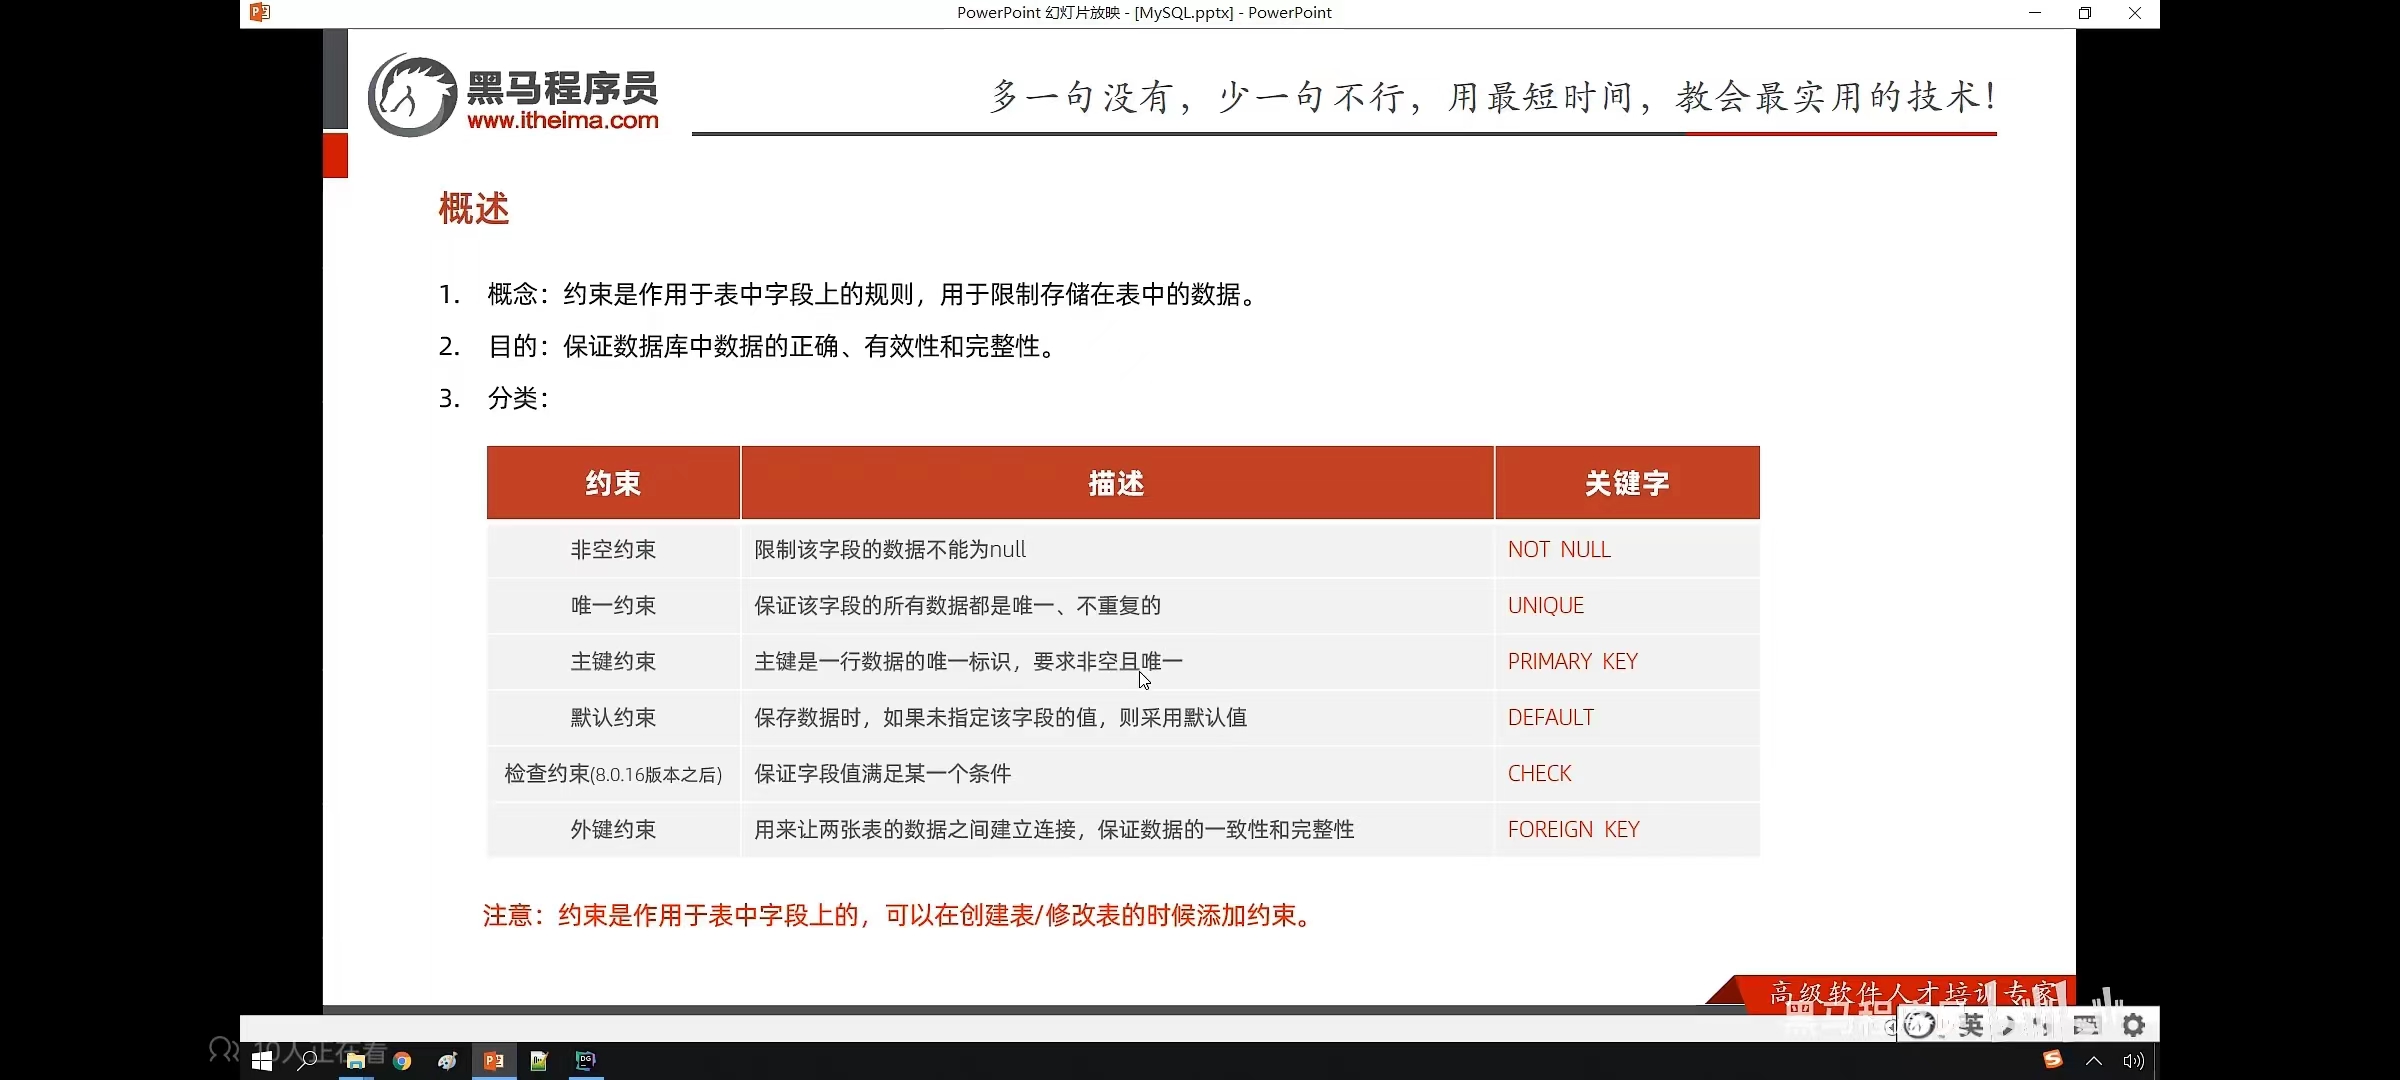 PowerPoint 幻灯片放映 - [MySQL.pptx] - PowerPoint
黑马程序员
www.itheima.com
多一句没有，少一句不行，用最短时间，教会最实用的技术！
概述
1. 概念：约束是作用于表中字段上的规则，用于限制存储在表中的数据。
2. 目的：保证数据库中数据的正确、有效性和完整性。
3. 分类：
约束 描述 关键字
非空约束 限制该字段的数据不能为null NOT NULL
唯一约束 保证该字段的所有数据都是唯一、不重复的 UNIQUE
主键约束 主键是一行数据的唯一标识，要求非空且唯一 PRIMARY KEY
默认约束 保存数据时，如果未指定该字段的值，则采用默认值 DEFAULT
检查约束(8.0.16版本之后) 保证字段值满足某一个条件 CHECK
外键约束 用来让两张表的数据之间建立连接，保证数据的一致性和完整性 FOREIGN KEY
注意：约束是作用于表中字段上的，可以在创建表/修改表的时候添加约束。
高级软件人才培训专家
黑马程序员
英
10人正在看